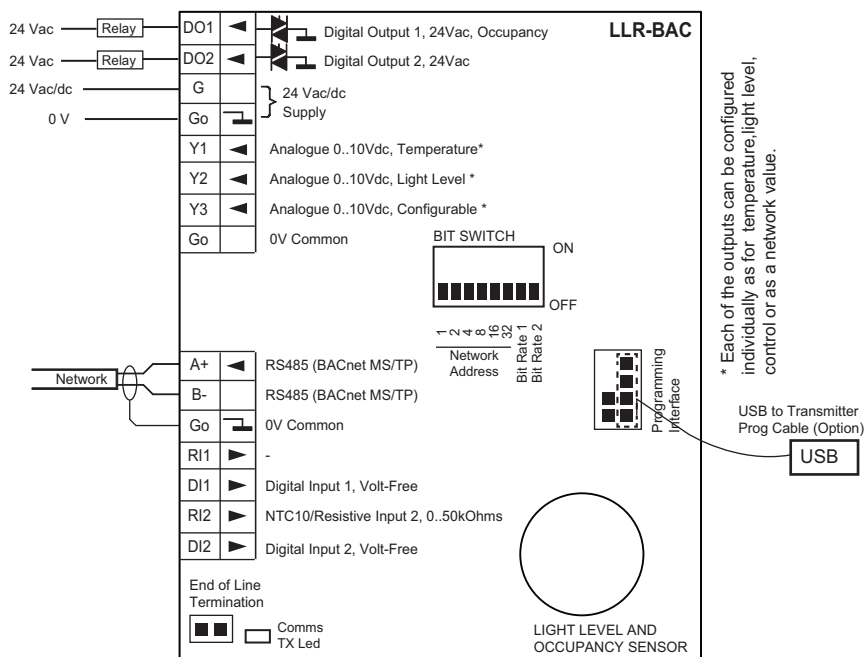 LLR-BAC
24 Vac
Relay
DO1
Digital Output 1, 24Vac, Occupancy
24 Vac
Relay
DO2
Digital Output 2, 24Vac
24 Vac/dc
G
24 Vac/dc
Supply
0 V
Go
Y1
Analogue 0..10Vdc, Temperature*
Y2
Analogue 0..10Vdc, Light Level *
Y3
Analogue 0..10Vdc, Configurable *
Go
0V Common
BIT SWITCH
ON
OFF
1
2
4
8
16
32
Bit Rate 1
Bit Rate 2
Network
Address
* Each of the outputs can be configured
individually as for temperature,light level,
control or as a network value.
Network
A+
RS485 (BACnet MS/TP)
B-
RS485 (BACnet MS/TP)
Go
0V Common
RI1
-
DI1
Digital Input 1, Volt-Free
RI2
NTC10/Resistive Input 2, 0..50kOhms
DI2
Digital Input 2, Volt-Free
Programming
Interface
USB to Transmitter
Prog Cable (Option)
USB
End of Line
Termination
Comms
TX Led
LIGHT LEVEL AND
OCCUPANCY SENSOR